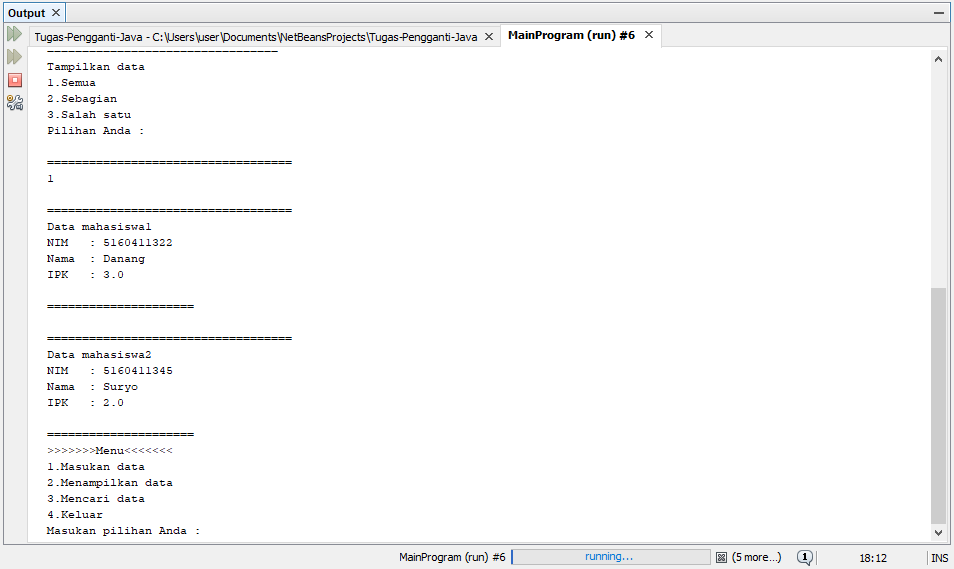 Output
Tugas-Pengganti-Java - C:\Users\user\Documents\NetBeansProjects\Tugas-Pengganti-Java
MainProgram (run) #6
=================================
Tampilkan data
1.Semua
2.Sebagian
3.Salah satu
Pilihan Anda :
===================================
1
===================================
Data mahasiswa1
NIM   : 5160411322
Nama  : Danang
IPK   : 3.0
=====================
===================================
Data mahasiswa2
NIM   : 5160411345
Nama  : Suryo
IPK   : 2.0
=====================
>>>>>>>Menu<<<<<<<
1.Masukan data
2.Menampilkan data
3.Mencari data
4.Keluar
Masukan pilihan Anda :
MainProgram (run) #6 running... (5 more...) 1 18:12 INS